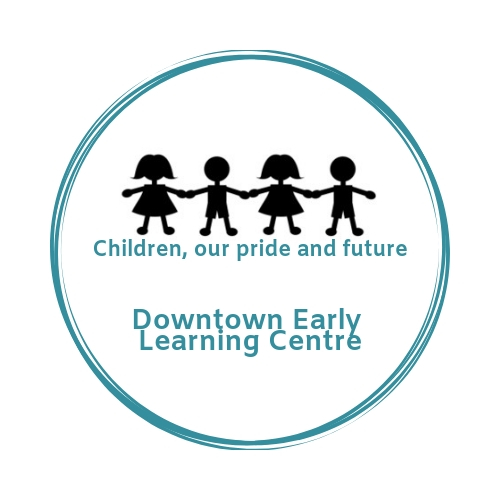 Children, our pride and future
Downtown Early
Learning Centre